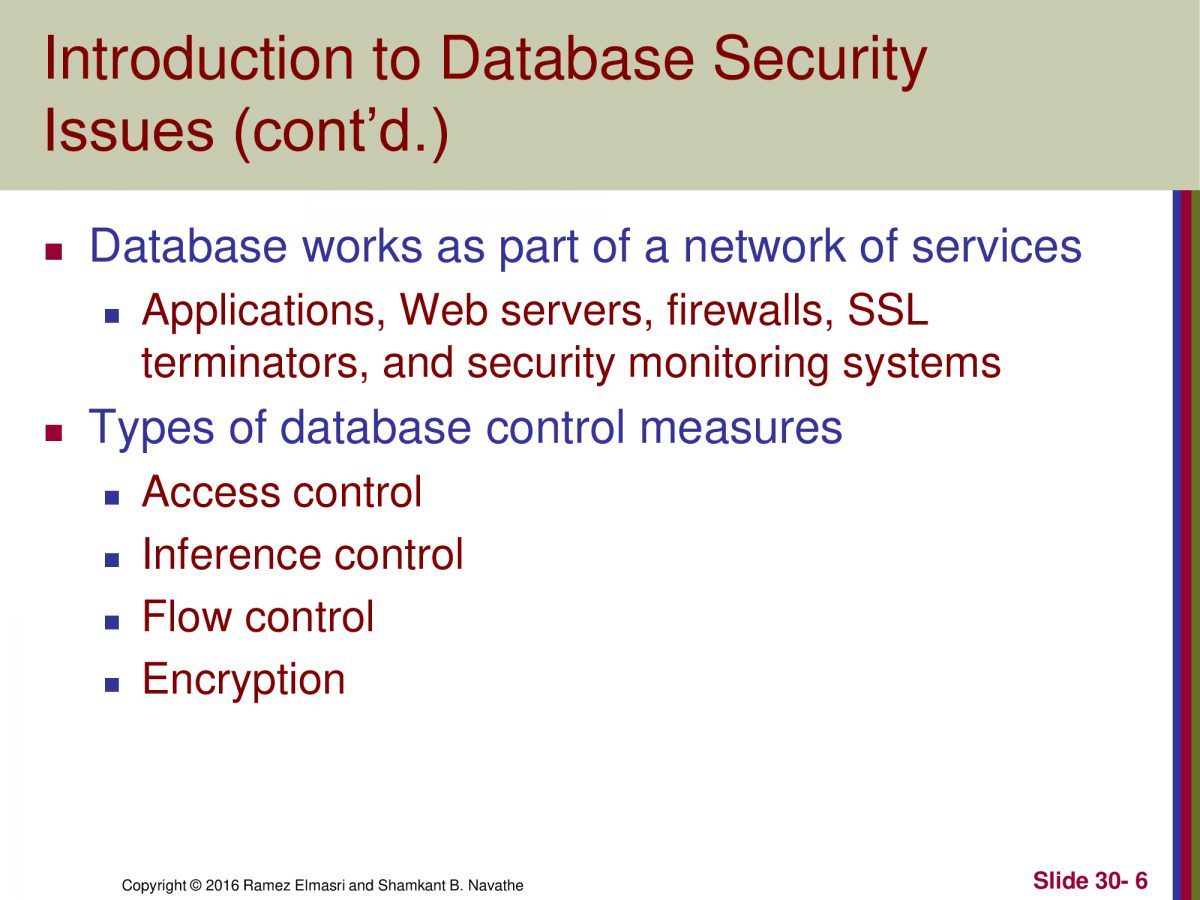 Introduction to Database Security
Issues (cont’d.)
Database works as part of a network of services
Applications, Web servers, firewalls, SSL
terminators, and security monitoring systems
Types of database control measures
Access control
Inference control
Flow control
Encryption
Copyright © 2016 Ramez Elmasri and Shamkant B. Navathe
Slide 30- 6